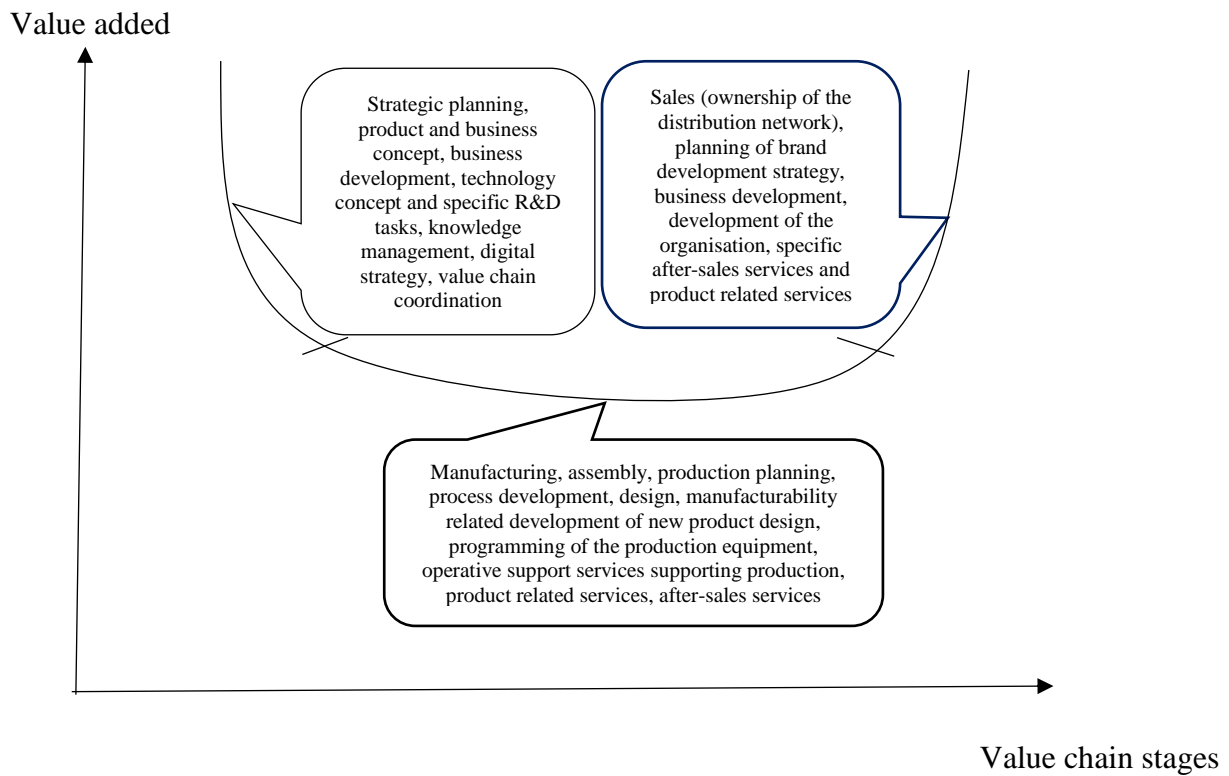 Value added
Strategic planning,
product and business
concept, business
development, technology
concept and specific R&D
tasks, knowledge
management, digital
strategy, value chain
coordination
Sales (ownership of the
distribution network),
planning of brand
development strategy,
business development,
development of the
organisation, specific
after-sales services and
product related services
Manufacturing, assembly, production planning,
process development, design, manufacturability
related development of new product design,
programming of the production equipment,
operative support services supporting production,
product related services, after-sales services
Value chain stages